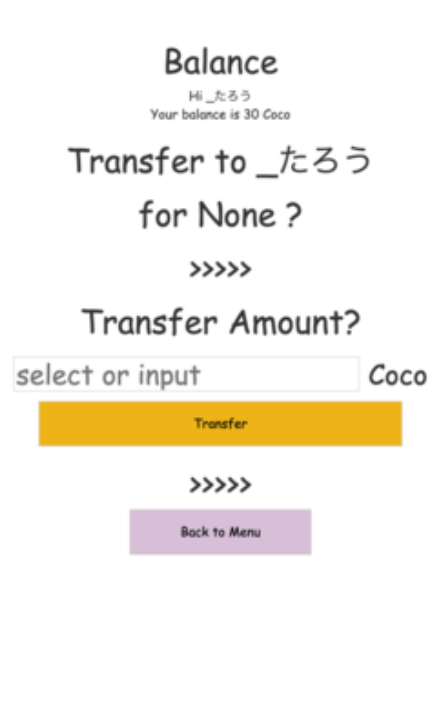 Balance
Hi _たろう
Your balance is 30 Coco
Transfer to _たろう
for None ?
>>>>>
Transfer Amount?
select or input Coco
Transfer
>>>>>
Back to Menu